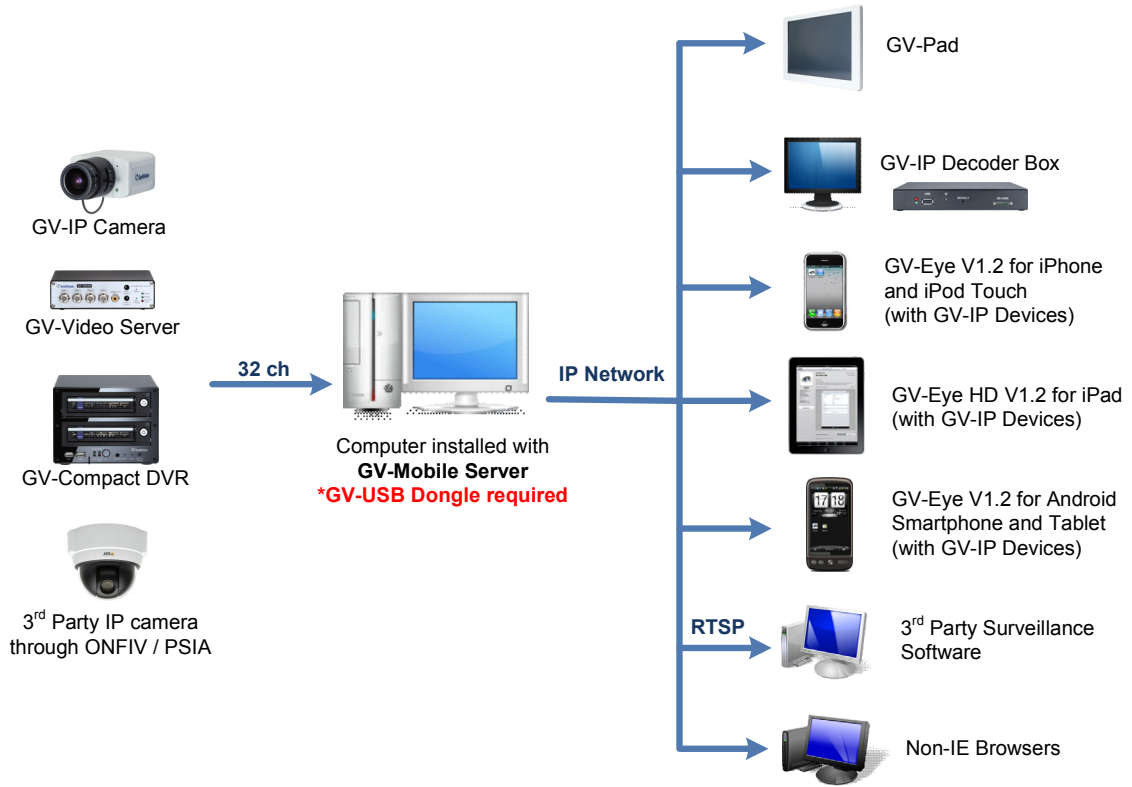 GV-IP Camera
GV-Video Server
GV-Compact DVR
3rd Party IP camera
through ONFIV / PSIA
32 ch
Computer installed with
GV-Mobile Server
*GV-USB Dongle required
IP Network
GV-Pad
GV-IP Decoder Box
GV-Eye V1.2 for iPhone
and iPod Touch
(with GV-IP Devices)
GV-Eye HD V1.2 for iPad
(with GV-IP Devices)
GV-Eye V1.2 for Android
Smartphone and Tablet
(with GV-IP Devices)
RTSP
3rd Party Surveillance
Software
Non-IE Browsers